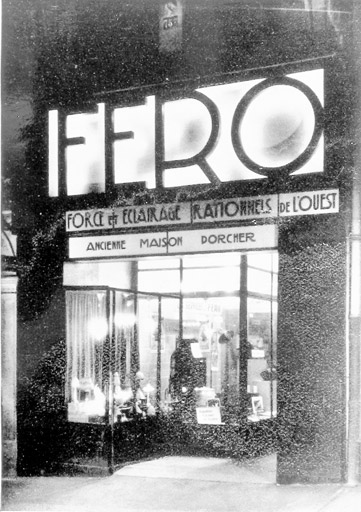 FERO
FORCE et ECLAIRAGE RATIONNELS DE L'OUEST
ANCIENNE MAISON DORCHER